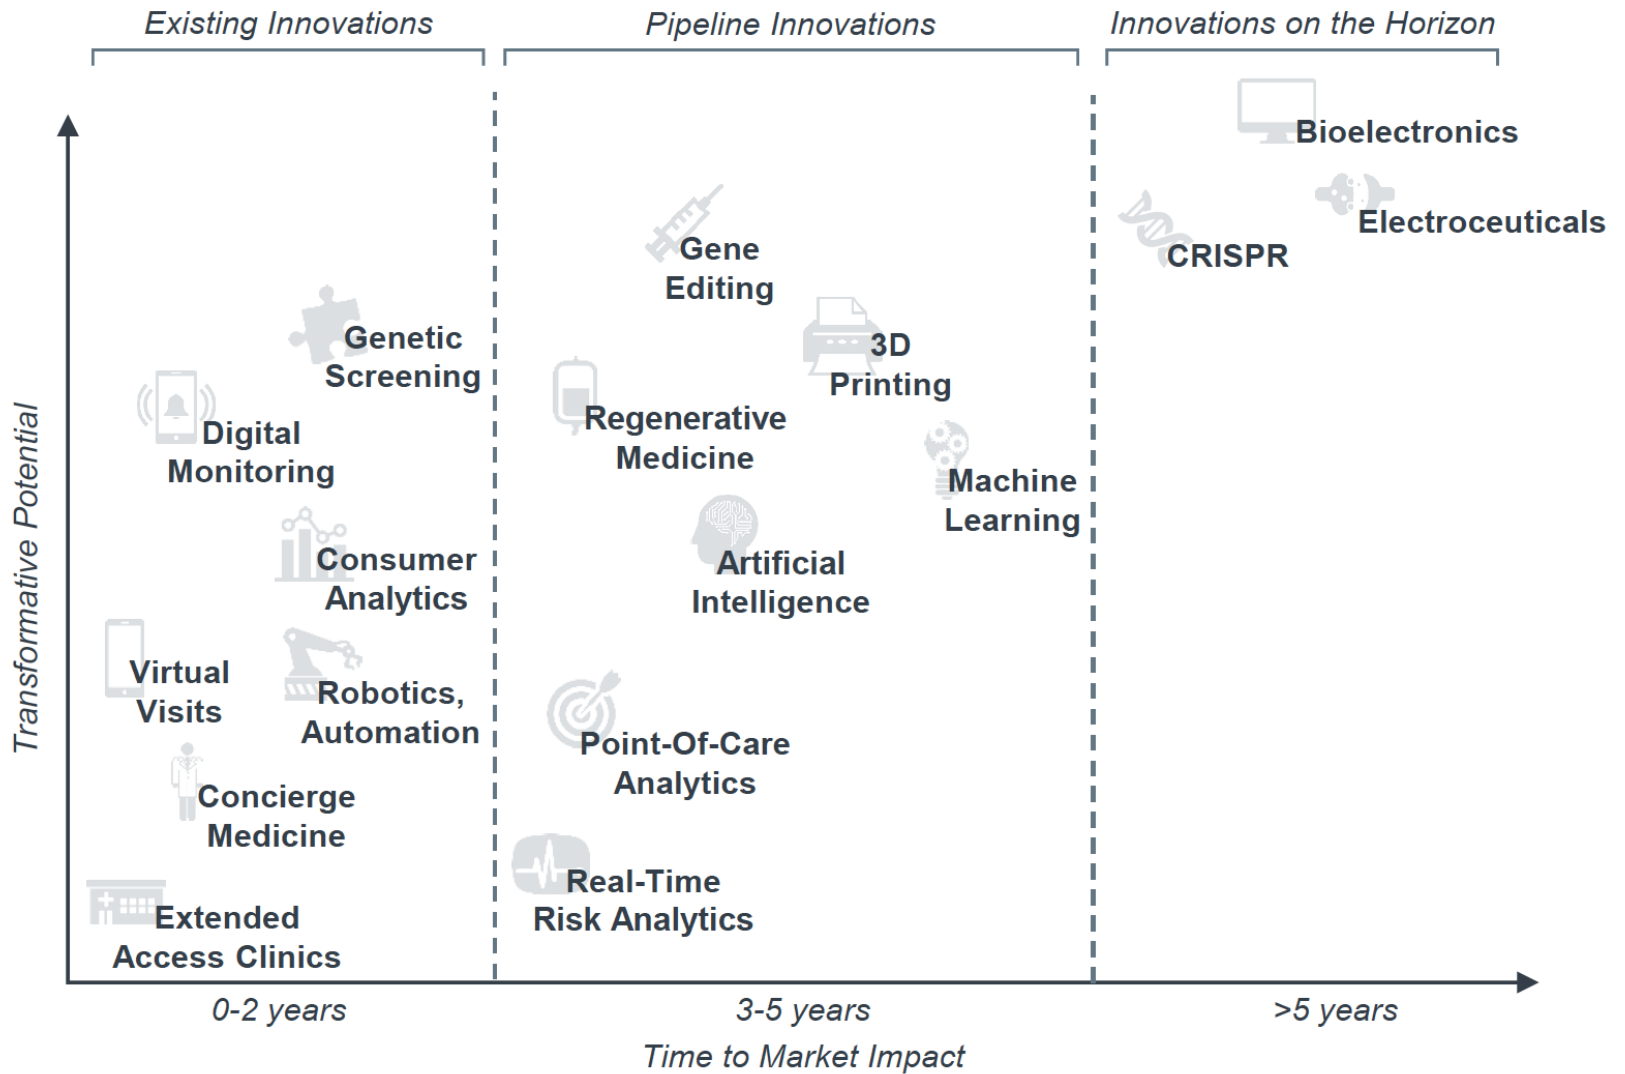 Existing Innovations
Pipeline Innovations
Innovations on the Horizon
Transformative Potential
Genetic
Screening
Digital
Monitoring
Consumer
Analytics
Virtual
Visits
Robotics,
Automation
Concierge
Medicine
Extended
Access Clinics
Gene
Editing
3D
Printing
Regenerative
Medicine
Machine
Learning
Artificial
Intelligence
Point-Of-Care
Analytics
Real-Time
Risk Analytics
Bioelectronics
Electroceuticals
CRISPR
0-2 years
3-5 years
>5 years
Time to Market Impact